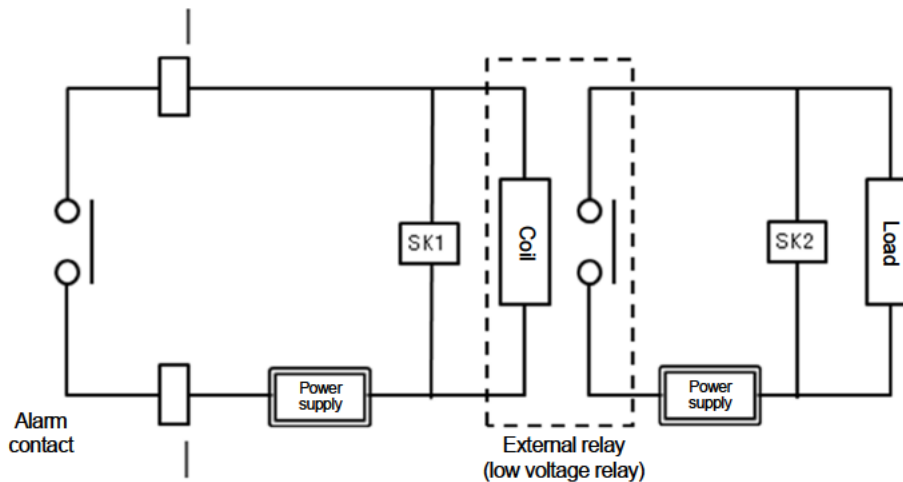 SK1
Coil
SK2
Load
Power
supply
Power
supply
Alarm
contact
External relay
(low voltage relay)